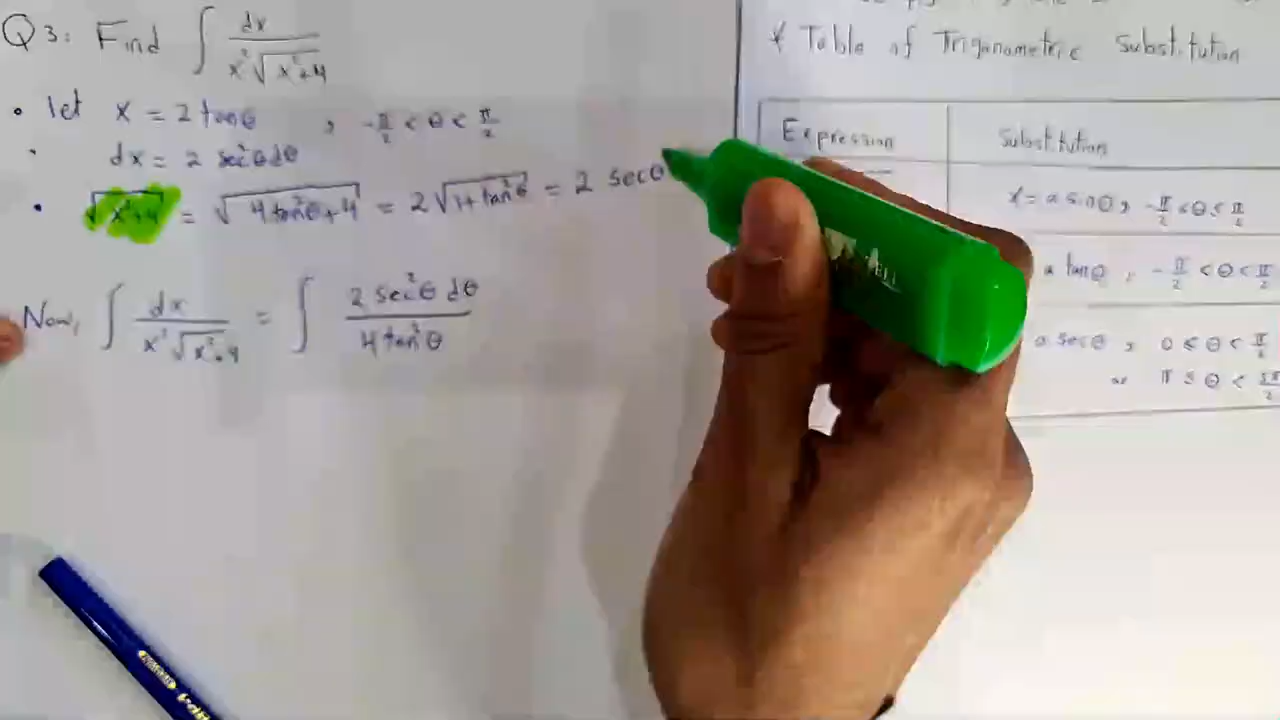 Q3: Find ∫ dx / x²√x²+4
• let x = 2 tanθ , -π/2 < θ < π/2
• dx = 2 sec²θ dθ
• √x²+4 = √4tan²θ+4 = 2√1+tan²θ = 2 secθ
Now, ∫ dx / x²√x²+4 = ∫ 2 sec²θ dθ / 4tan²θ
* Table of Trigonometric Substitution
Expression Substitution
x = a sinθ, -π/2 ≤ θ ≤ π/2
a tanθ, -π/2 < θ < π/2
a secθ, 0 ≤ θ < π/2
or π ≤ θ < 3π/2